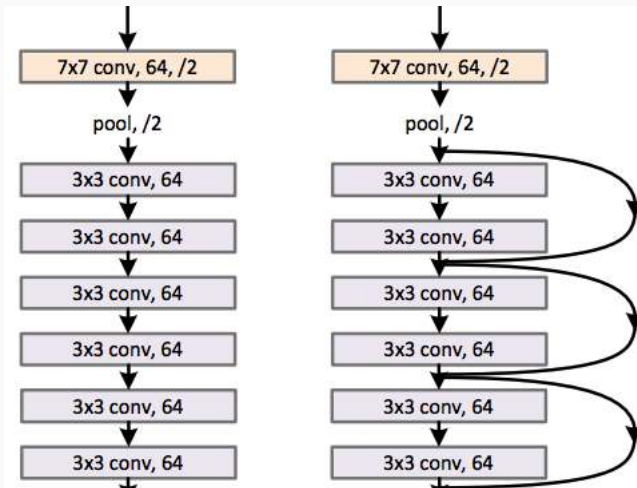 7x7 conv, 64, /2
pool, /2
3x3 conv, 64
3x3 conv, 64
3x3 conv, 64
3x3 conv, 64
3x3 conv, 64
3x3 conv, 64
7x7 conv, 64, /2
pool, /2
3x3 conv, 64
3x3 conv, 64
3x3 conv, 64
3x3 conv, 64
3x3 conv, 64
3x3 conv, 64